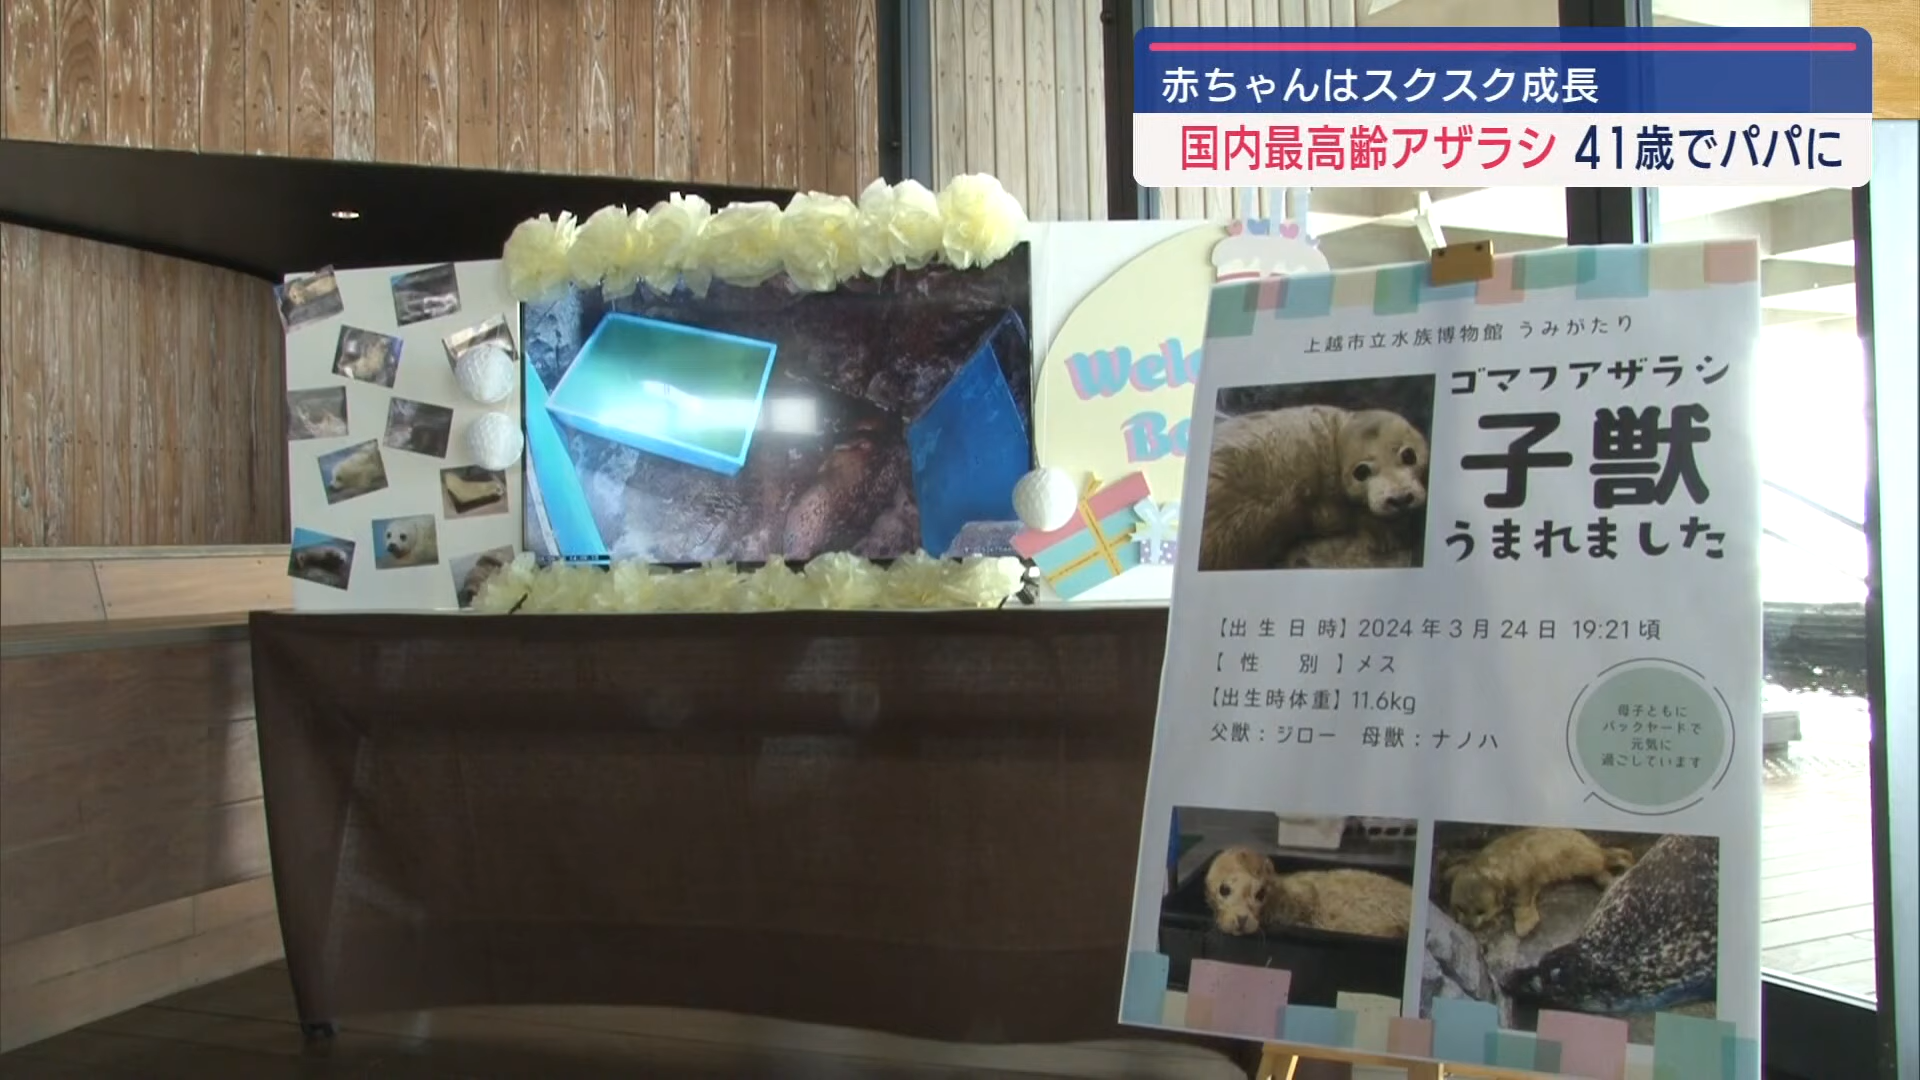 赤ちゃんはスクスク成長
国内最高齢アザラシ 41歳でパパに
上越市立水族博物館 うみがたり
ゴマフアザラシ
子獣
うまれました
【出生日時】2024年3月24日 19:21頃
【性別】メス
【出生時体重】11.6kg
父獣：ジロー 母獣：ナノハ
母子ともに
バックヤードで
元気に
過ごしています